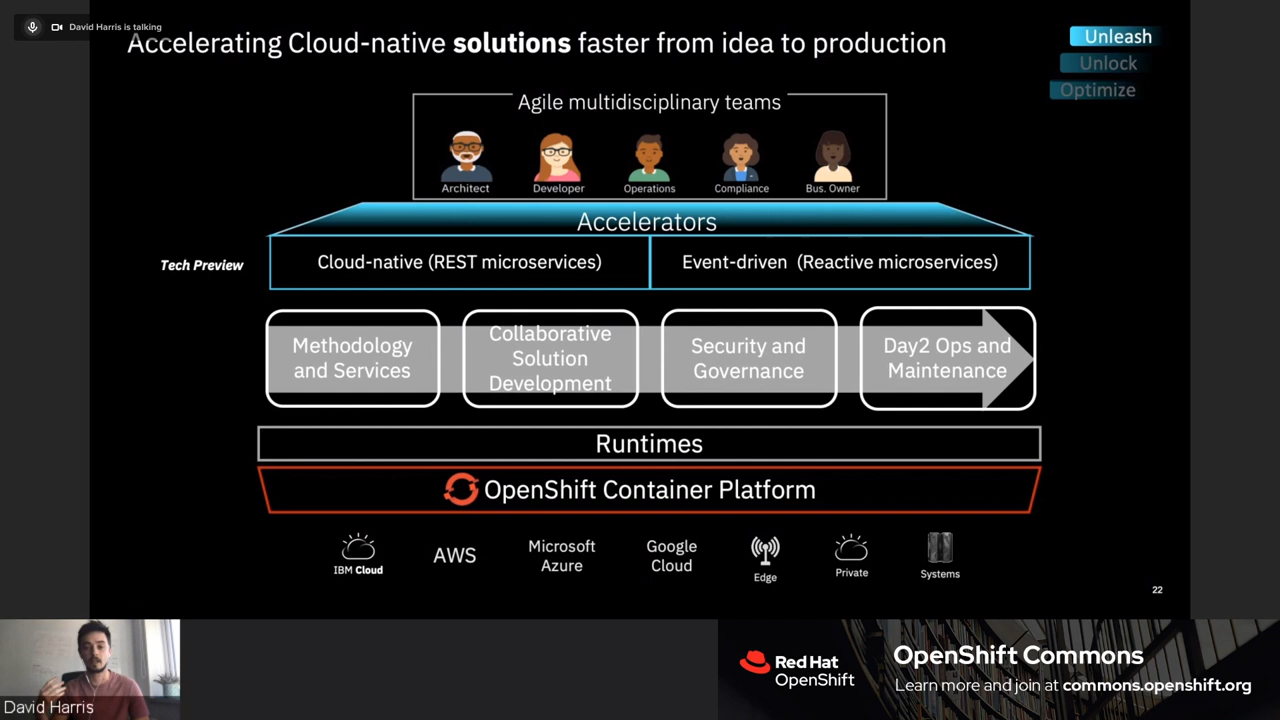 David Harris is talking
Accelerating Cloud-native solutions faster from idea to production
Unleash
Unlock
Optimize
Agile multidisciplinary teams
Architect
Developer
Operations
Compliance
Bus. Owner
Accelerators
Tech Preview
Cloud-native (REST microservices)
Event-driven (Reactive microservices)
Methodology
and Services
Collaborative
Solution
Development
Security and
Governance
Day2 Ops and
Maintenance
Runtimes
OpenShift Container Platform
IBM Cloud
AWS
Microsoft
Azure
Google
Cloud
Edge
Private
Systems
22
David Harris
Red Hat
OpenShift
OpenShift Commons
Learn more and join at commons.openshift.org